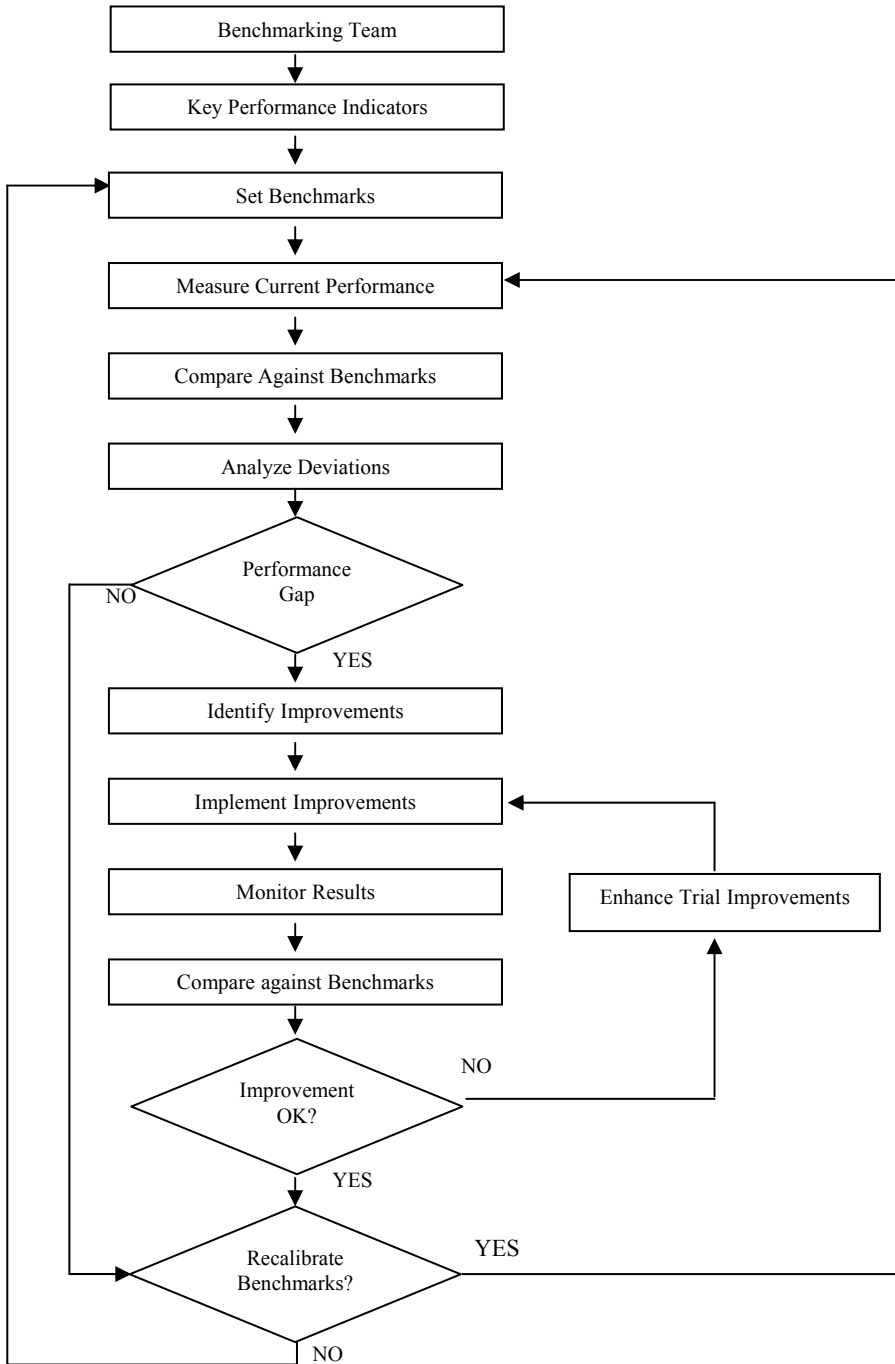 Benchmarking Team
Key Performance Indicators
Set Benchmarks
Measure Current Performance
Compare Against Benchmarks
Analyze Deviations
Performance
Gap
NO
YES
Identify Improvements
Implement Improvements
Monitor Results
Enhance Trial Improvements
Compare against Benchmarks
NO
Improvement
OK?
YES
YES
Recalibrate
Benchmarks?
NO